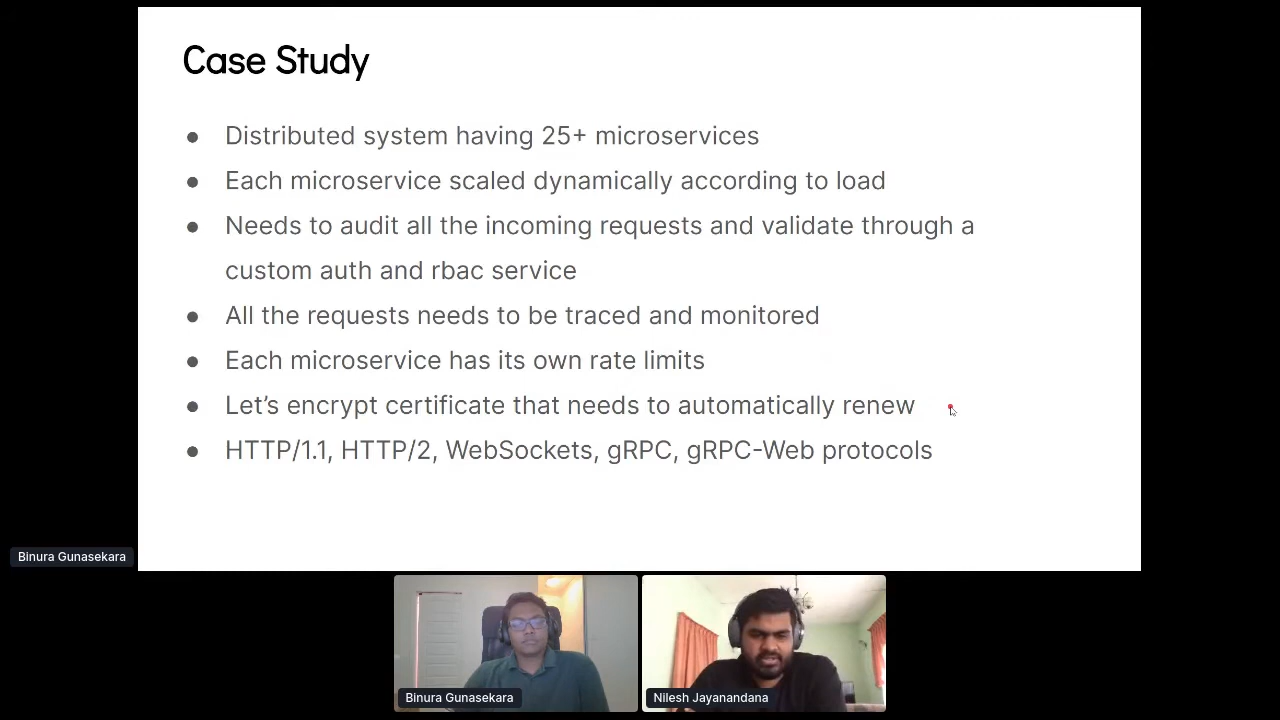 Case Study
● Distributed system having 25+ microservices
● Each microservice scaled dynamically according to load
● Needs to audit all the incoming requests and validate through a
custom auth and rbac service
● All the requests needs to be traced and monitored
● Each microservice has its own rate limits
● Let’s encrypt certificate that needs to automatically renew
● HTTP/1.1, HTTP/2, WebSockets, gRPC, gRPC-Web protocols
Binura Gunasekara
Binura Gunasekara
Nilesh Jayanandana